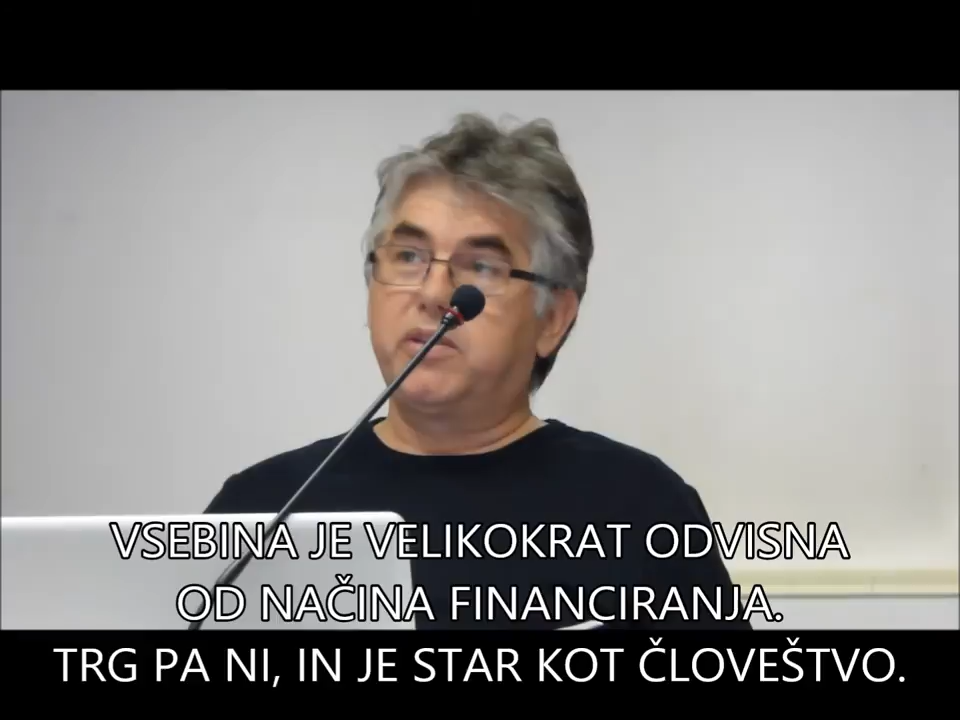 VSEBINA JE VELIKOKRAT ODVISNA
OD NAČINA FINANCIRANJA.
TRG PA NI, IN JE STAR KOT ČLOVEŠTVO.